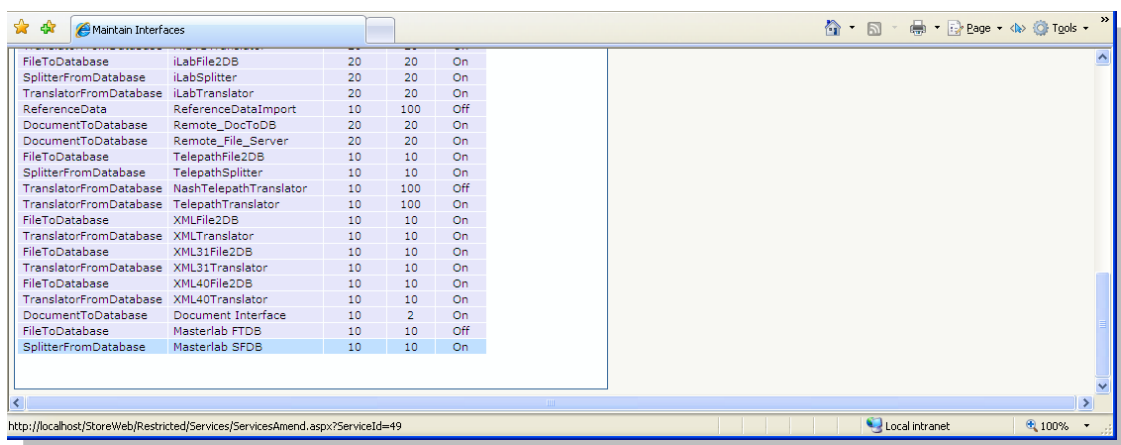 Maintain Interfaces Page Tools »
FileToDatabase iLabFile2DB 20 20 On
SplitterFromDatabase iLabSplitter 20 20 On
TranslatorFromDatabase iLabTranslator 20 20 On
ReferenceData ReferenceDataImport 10 100 Off
DocumentToDatabase Remote_DocToDB 20 20 On
DocumentToDatabase Remote_File_Server 20 20 On
FileToDatabase TelepathFile2DB 10 10 On
SplitterFromDatabase TelepathSplitter 10 10 On
TranslatorFromDatabase NashTelepathTranslator 10 100 Off
TranslatorFromDatabase TelepathTranslator 10 100 On
FileToDatabase XMLFile2DB 10 10 On
TranslatorFromDatabase XMLTranslator 10 10 On
FileToDatabase XML31File2DB 10 10 On
TranslatorFromDatabase XML31Translator 10 10 On
FileToDatabase XML40File2DB 10 10 On
TranslatorFromDatabase XML40Translator 10 10 On
DocumentToDatabase Document Interface 10 2 On
FileToDatabase Masterlab FTDB 10 10 Off
SplitterFromDatabase Masterlab SFDB 10 10 On
http://localhost/StoreWeb/Restricted/Services/ServicesAmend.aspx?ServiceId=49 Local intranet 100%